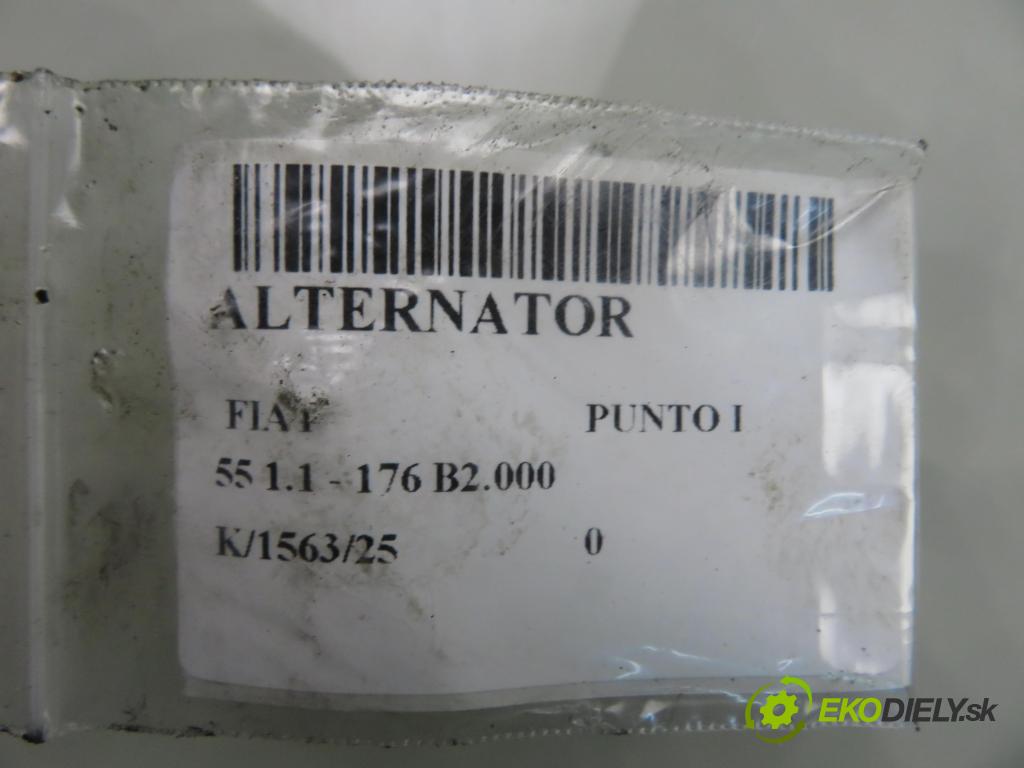 ALTERNATOR
FIAT PUNTO I
55 1.1 - 176 B2.000
K/1563/25 0
EKODIELY.sk